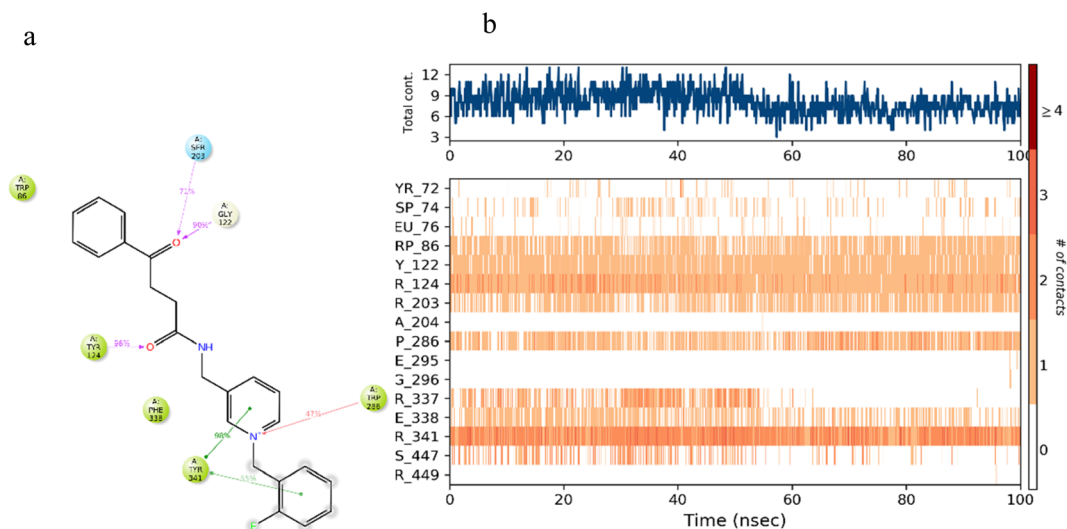 a
b
A:
SER
203
A:
TRP
86
A:
GLY
122
90%
O
A:
TYR
124
96%
O
NH
A:
PHE
338
A:
TRP
286
47%
98%
N+
A:
TYR
341
F
Total cont.
12
9
6
3
0
20
40
60
80
100
YR_72
SP_74
EU_76
RP_86
Y_122
R_124
R_203
A_204
P_286
E_295
G_296
R_337
E_338
R_341
S_447
R_449
0
20
40
60
80
100
Time (nsec)
≥4
3
2
1
0
# of contacts